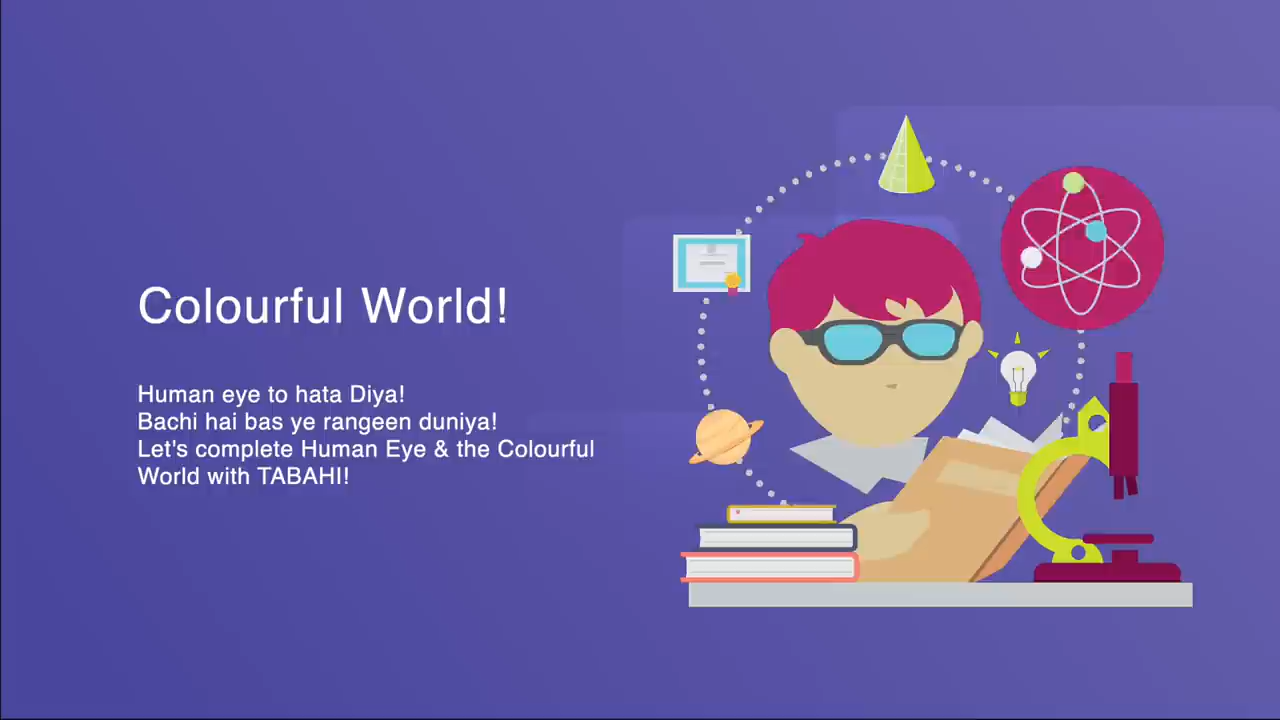 Colourful World!
Human eye to hata Diya!
Bachi hai bas ye rangeen duniya!
Let's complete Human Eye & the Colourful
World with TABAHI!!